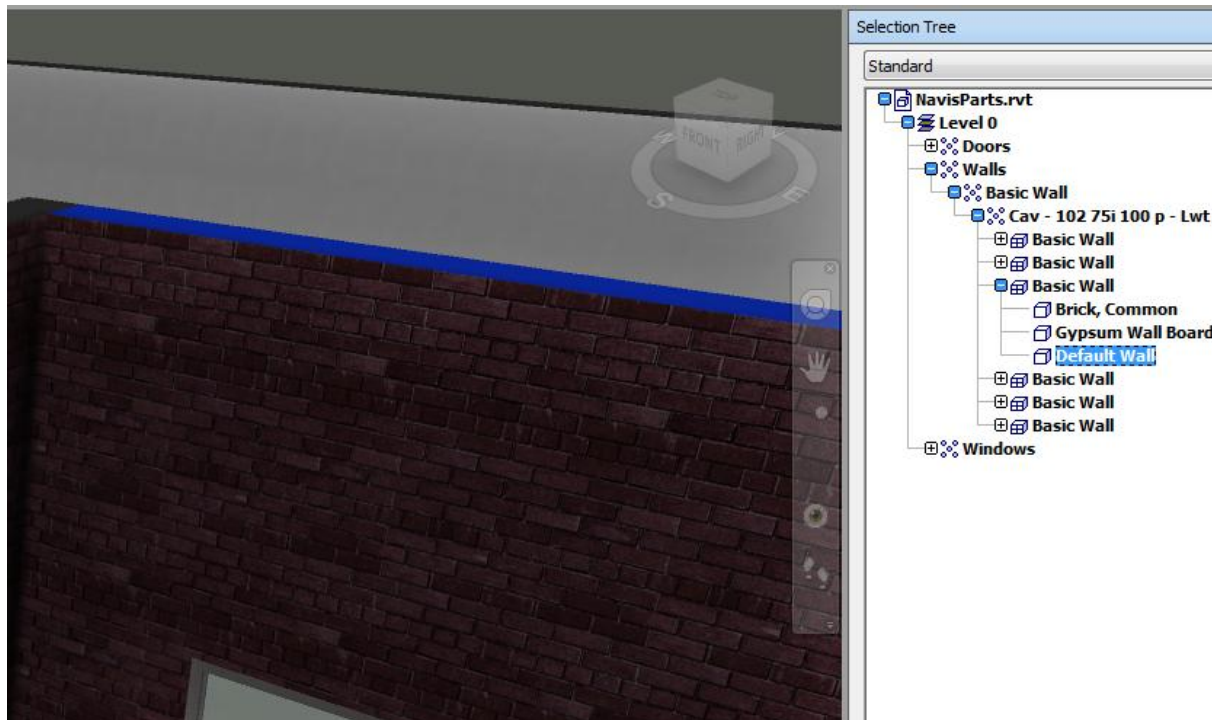 Selection Tree
Standard
NavisParts.rvt
Level 0
Doors
Walls
Basic Wall
Cav - 102 75i 100 p - Lwt
Basic Wall
Basic Wall
Basic Wall
Brick, Common
Gypsum Wall Board
Default Wall
Basic Wall
Basic Wall
Basic Wall
Windows
TOP
FRONT RIGHT
S E